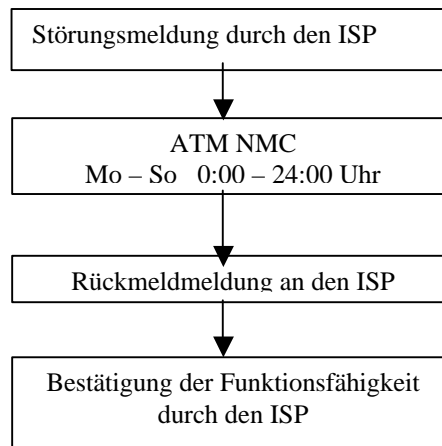 Störungsmeldung durch den ISP
ATM NMC
Mo – So 0:00 – 24:00 Uhr
Rückmeldmeldung an den ISP
Bestätigung der Funktionsfähigkeit
durch den ISP